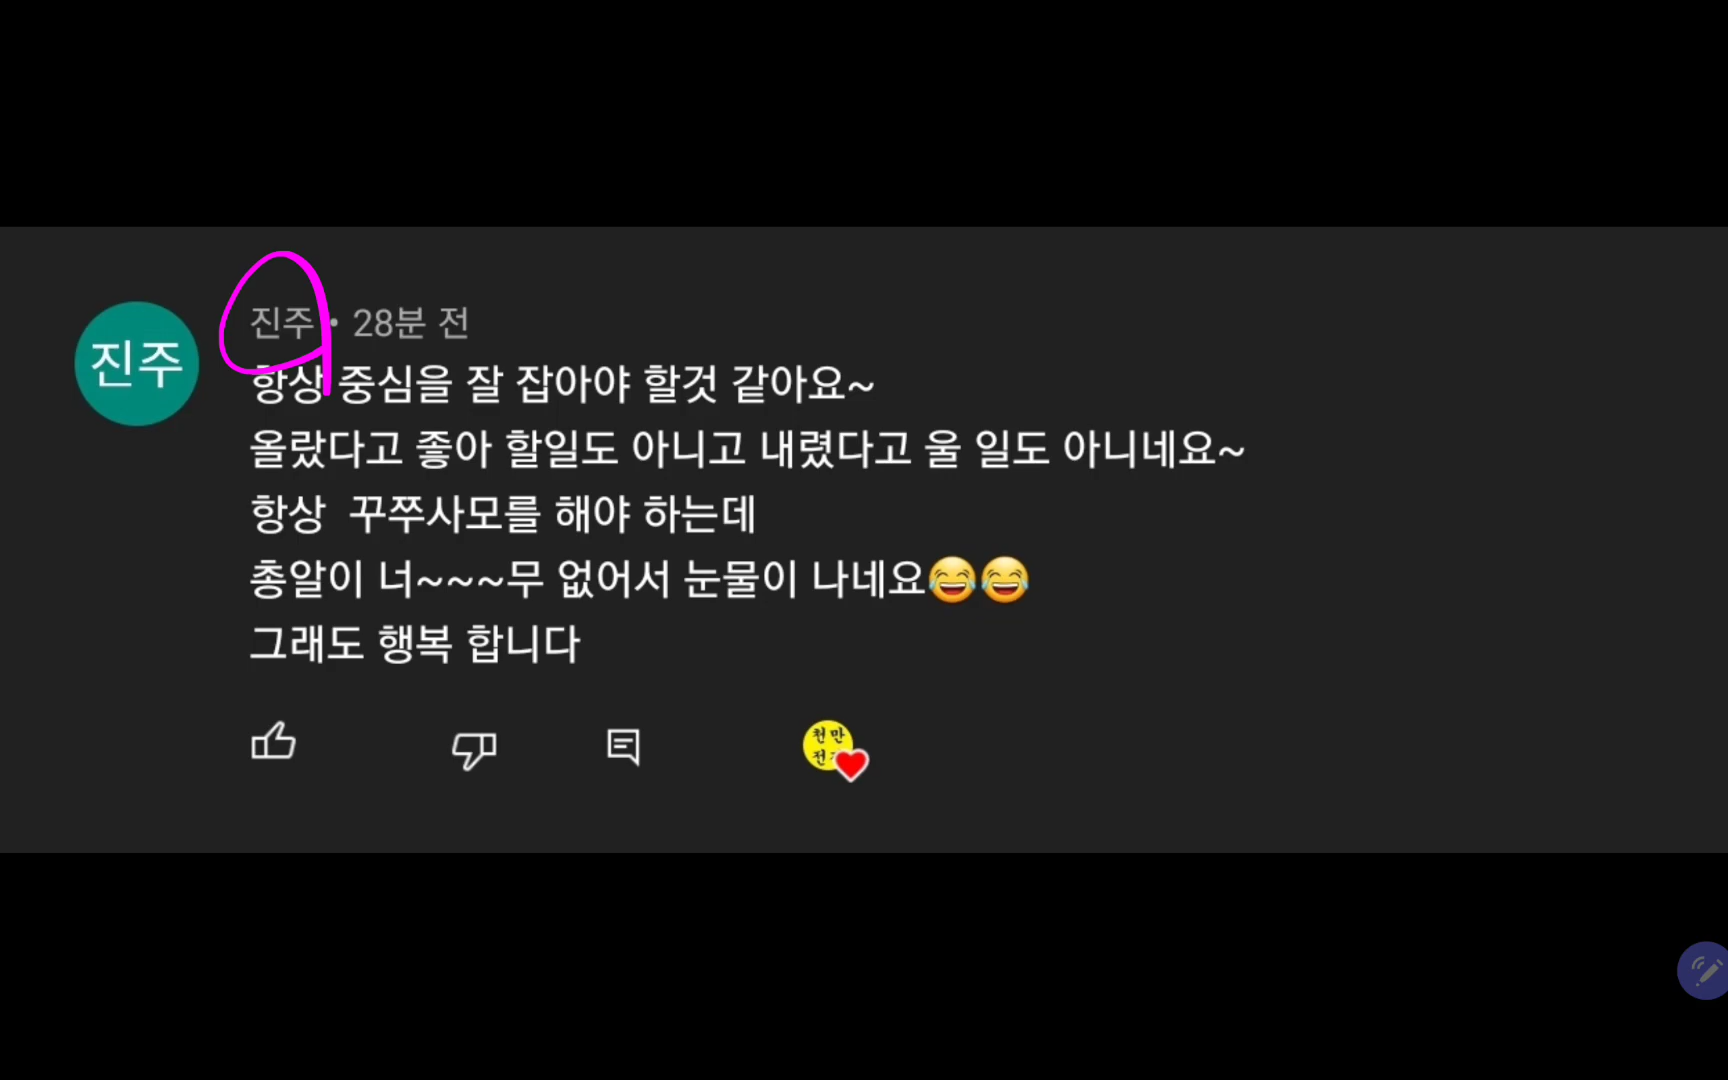 진주
진주 • 28분 전
항상 중심을 잘 잡아야 할것 같아요~
올랐다고 좋아 할일도 아니고 내렸다고 울 일도 아니네요~
항상  꾸쭈사모를 해야 하는데
총알이 너~~~무 없어서 눈물이 나네요😂😂
그래도 행복 합니다
천만
전